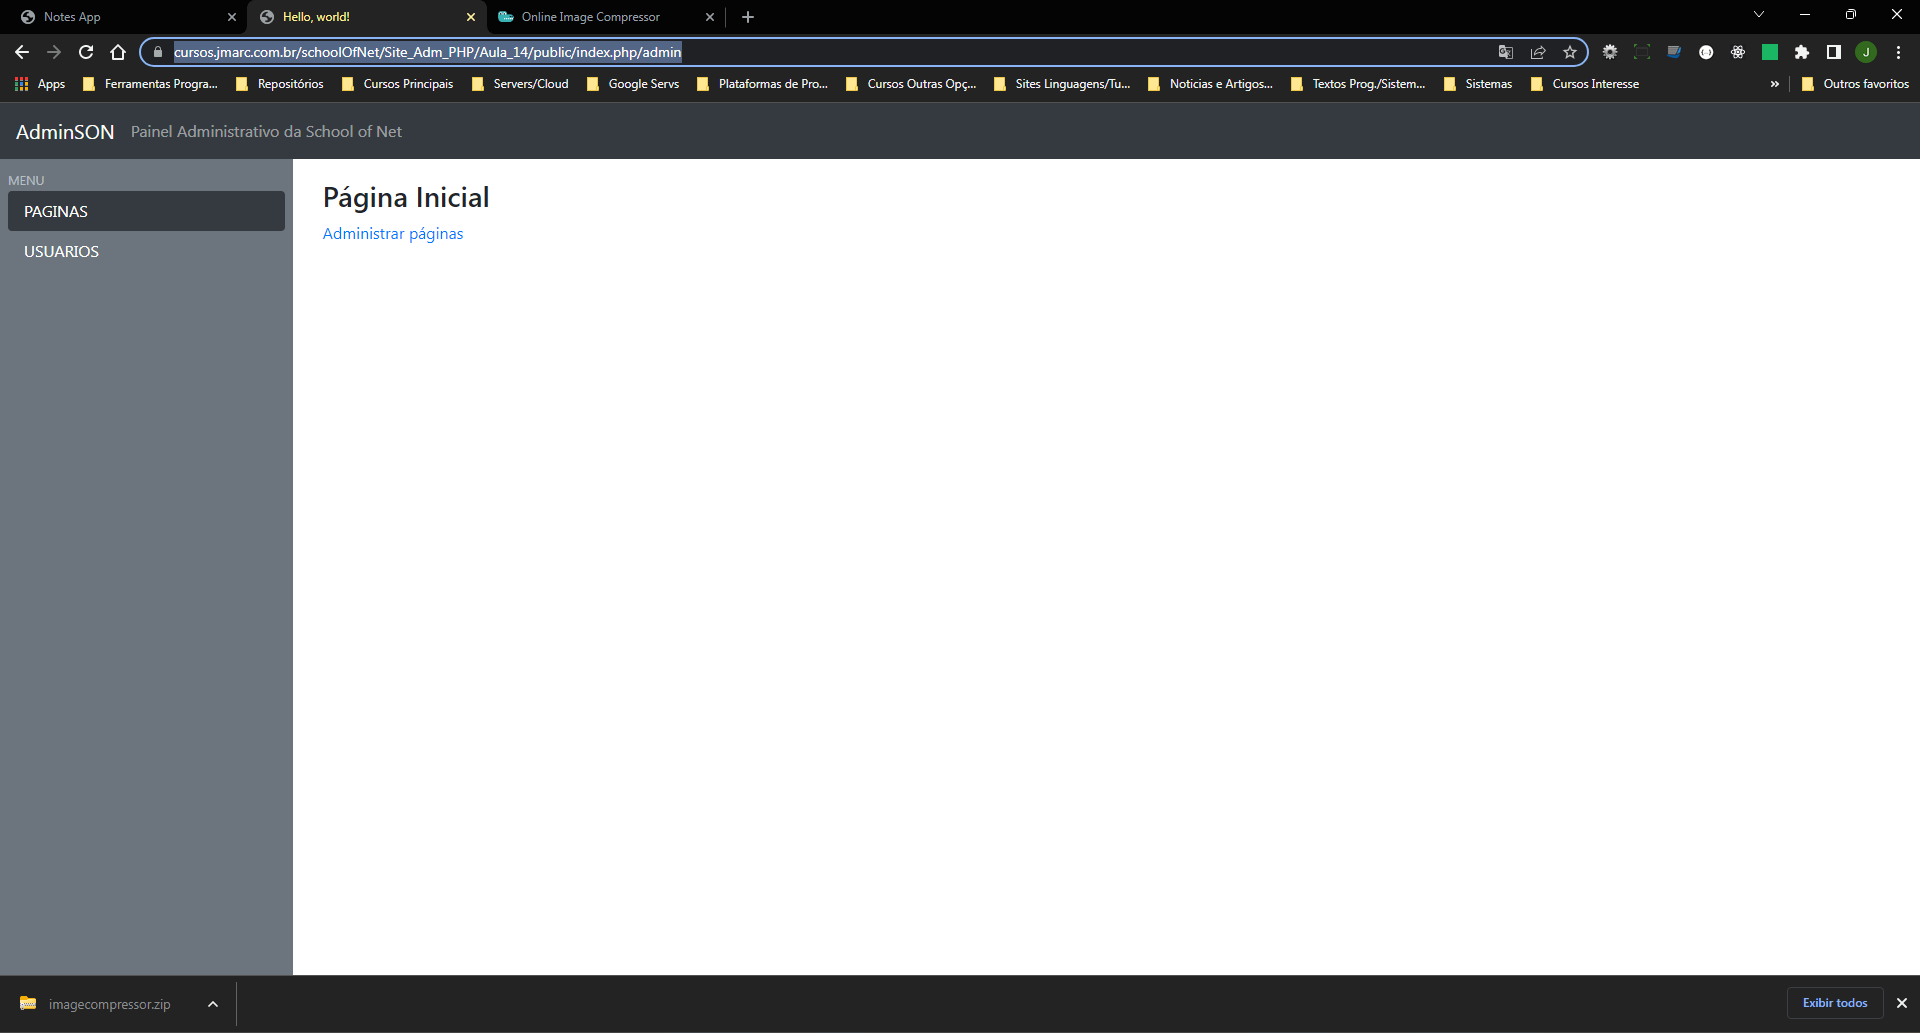 Notes App
Hello, world!
Online Image Compressor
cursos.jmarc.com.br/schoolOfNet/Site_Adm_PHP/Aula_14/public/index.php/admin
J
Apps
Ferramentas Progra...
Repositórios
Cursos Principais
Servers/Cloud
Google Servs
Plataformas de Pro...
Cursos Outras Opç...
Sites Linguagens/Tu...
Noticias e Artigos...
Textos Prog./Sistem...
Sistemas
Cursos Interesse
»
Outros favoritos
AdminSON Painel Administrativo da School of Net
MENU
PAGINAS
USUARIOS
Página Inicial
Administrar páginas
imagecompressor.zip
Exibir todos